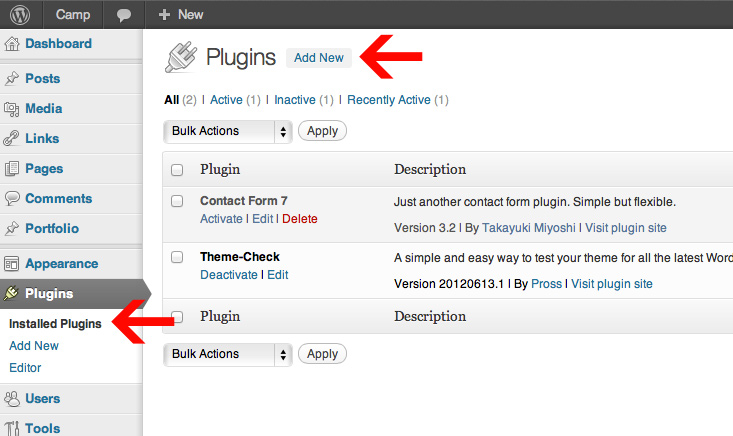 Camp New
Dashboard
Posts
Media
Links
Pages
Comments
Portfolio
Appearance
Plugins
Installed Plugins
Add New
Editor
Users
Tools
Plugins Add New
All (2) | Active (1) | Inactive (1) | Recently Active (1)
Bulk Actions Apply
Plugin Description
Contact Form 7 Just another contact form plugin. Simple but flexible.
Activate | Edit | Delete Version 3.2 | By Takayuki Miyoshi | Visit plugin site
Theme-Check A simple and easy way to test your theme for all the latest Word
Deactivate | Edit Version 20120613.1 | By Pross | Visit plugin site
Plugin Description
Bulk Actions Apply